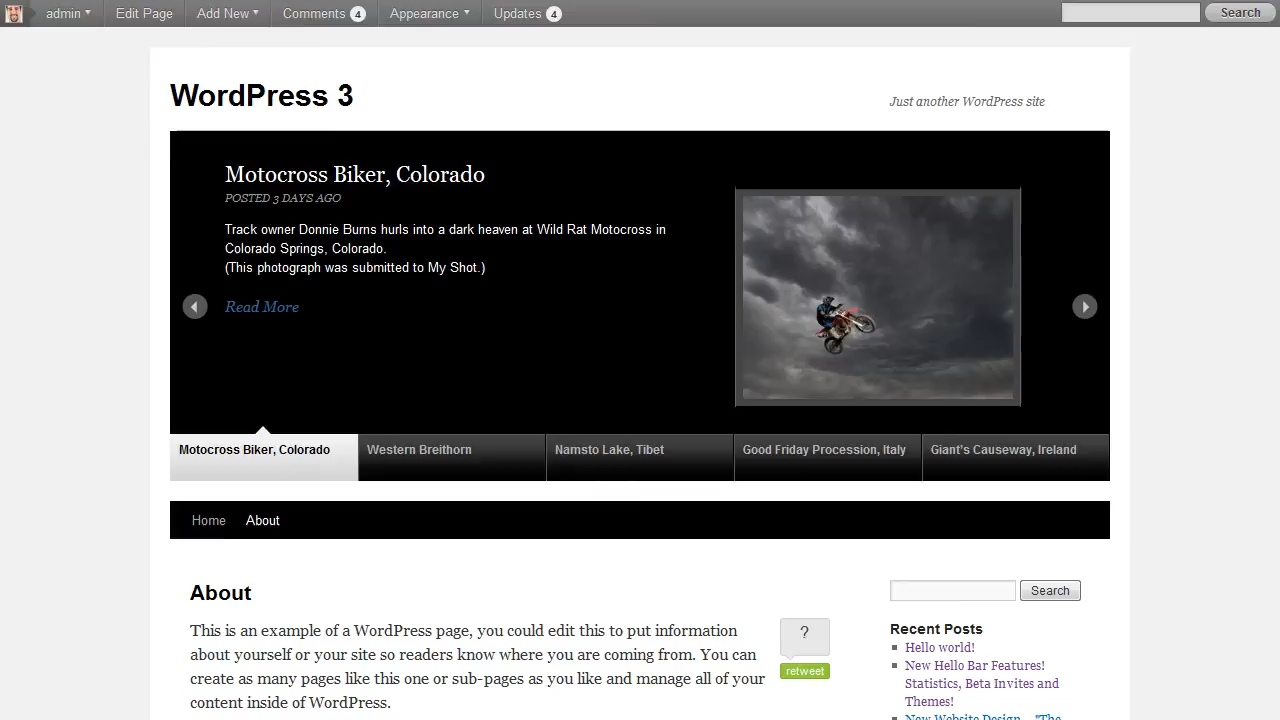 admin Edit Page Add New Comments 4 Appearance Updates 4 Search
WordPress 3
Just another WordPress site
Motocross Biker, Colorado
POSTED 3 DAYS AGO
Track owner Donnie Burns hurls into a dark heaven at Wild Rat Motocross in
Colorado Springs, Colorado.
(This photograph was submitted to My Shot.)
Read More
Motocross Biker, Colorado Western Breithorn Namsto Lake, Tibet Good Friday Procession, Italy Giant's Causeway, Ireland
Home About
About
This is an example of a WordPress page, you could edit this to put information
about yourself or your site so readers know where you are coming from. You can
create as many pages like this one or sub-pages as you like and manage all of your
content inside of WordPress.
?
retweet
Search
Recent Posts
Hello world!
New Hello Bar Features!
Statistics, Beta Invites and
Themes!
New Website Design – "The